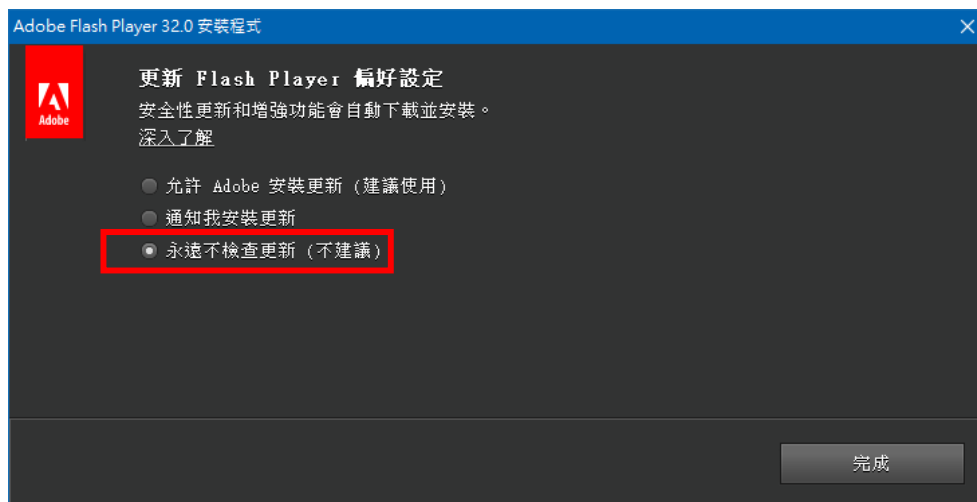 Adobe Flash Player 32.0 安裝程式
Adobe
更新 Flash Player 偏好設定
安全性更新和增強功能會自動下載並安裝。
深入了解
允許 Adobe 安裝更新 (建議使用)
通知我安裝更新
永遠不檢查更新 (不建議)
完成